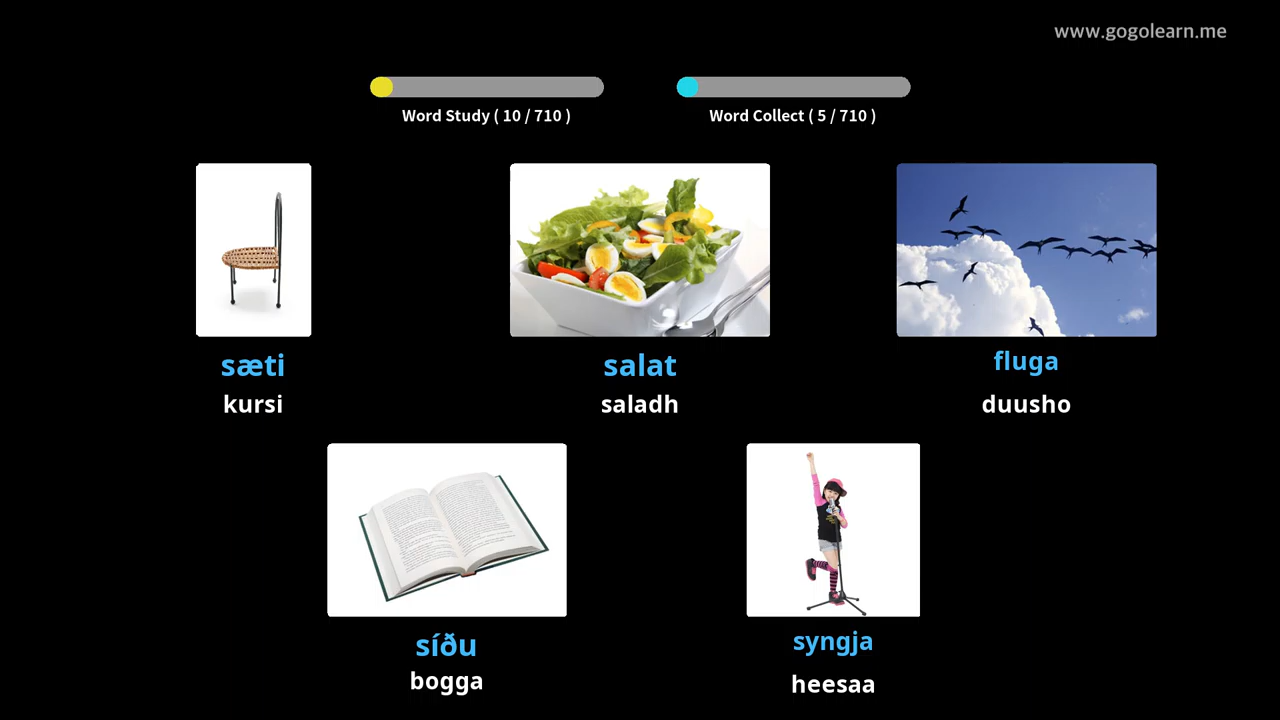 www.gogolearn.me
Word Study ( 10 / 710 )
Word Collect ( 5 / 710 )
sæti
kursi
salat
saladh
fluga
duusho
síðu
bogga
syngja
heesaa